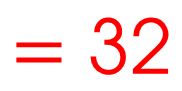 = 32